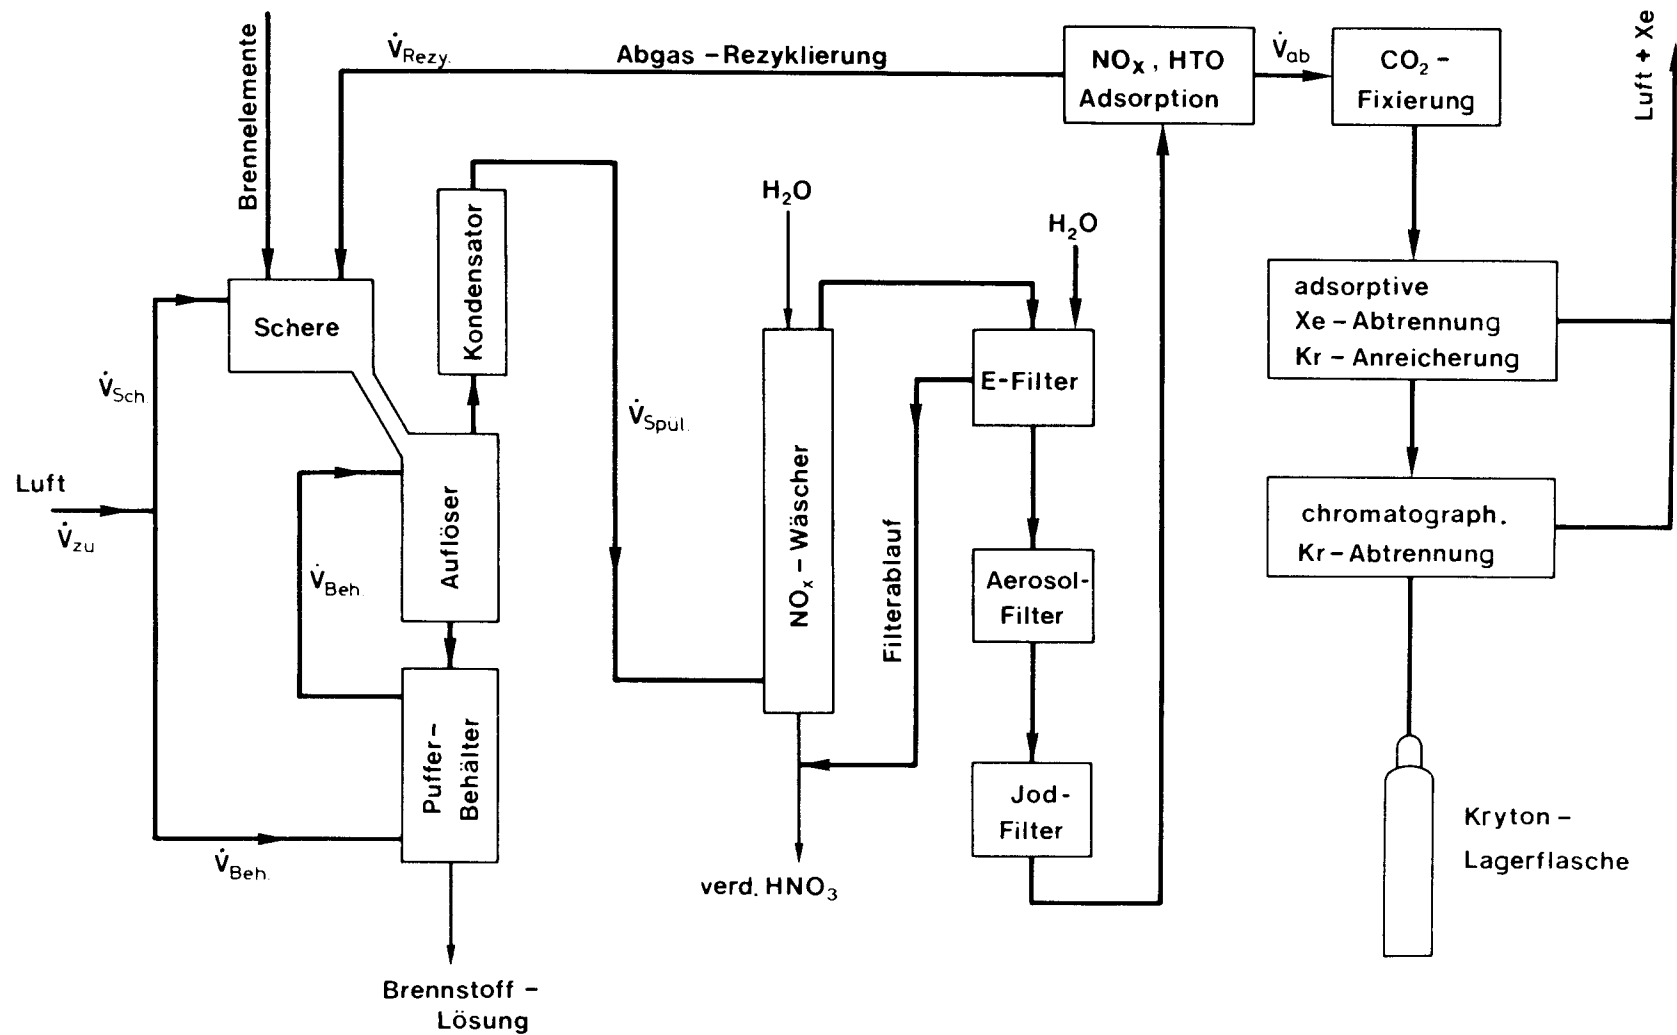 Brennelemente
V̇Rezy.
Abgas – Rezyklierung
NOx , HTO
Adsorption
V̇ab
CO2 –
Fixierung
Luft + Xe
Schere
Kondensator
H2O
H2O
adsorptive
Xe – Abtrennung
Kr – Anreicherung
V̇Sch.
E-Filter
V̇Spül.
Luft
V̇zu
Auflöser
V̇Beh.
NOx – Wäscher
Filterablauf
Aerosol-
Filter
chromatograph.
Kr – Abtrennung
Puffer –
Behälter
V̇Beh.
Jod-
Filter
Kryton –
Lagerflasche
verd. HNO3
Brennstoff –
Lösung